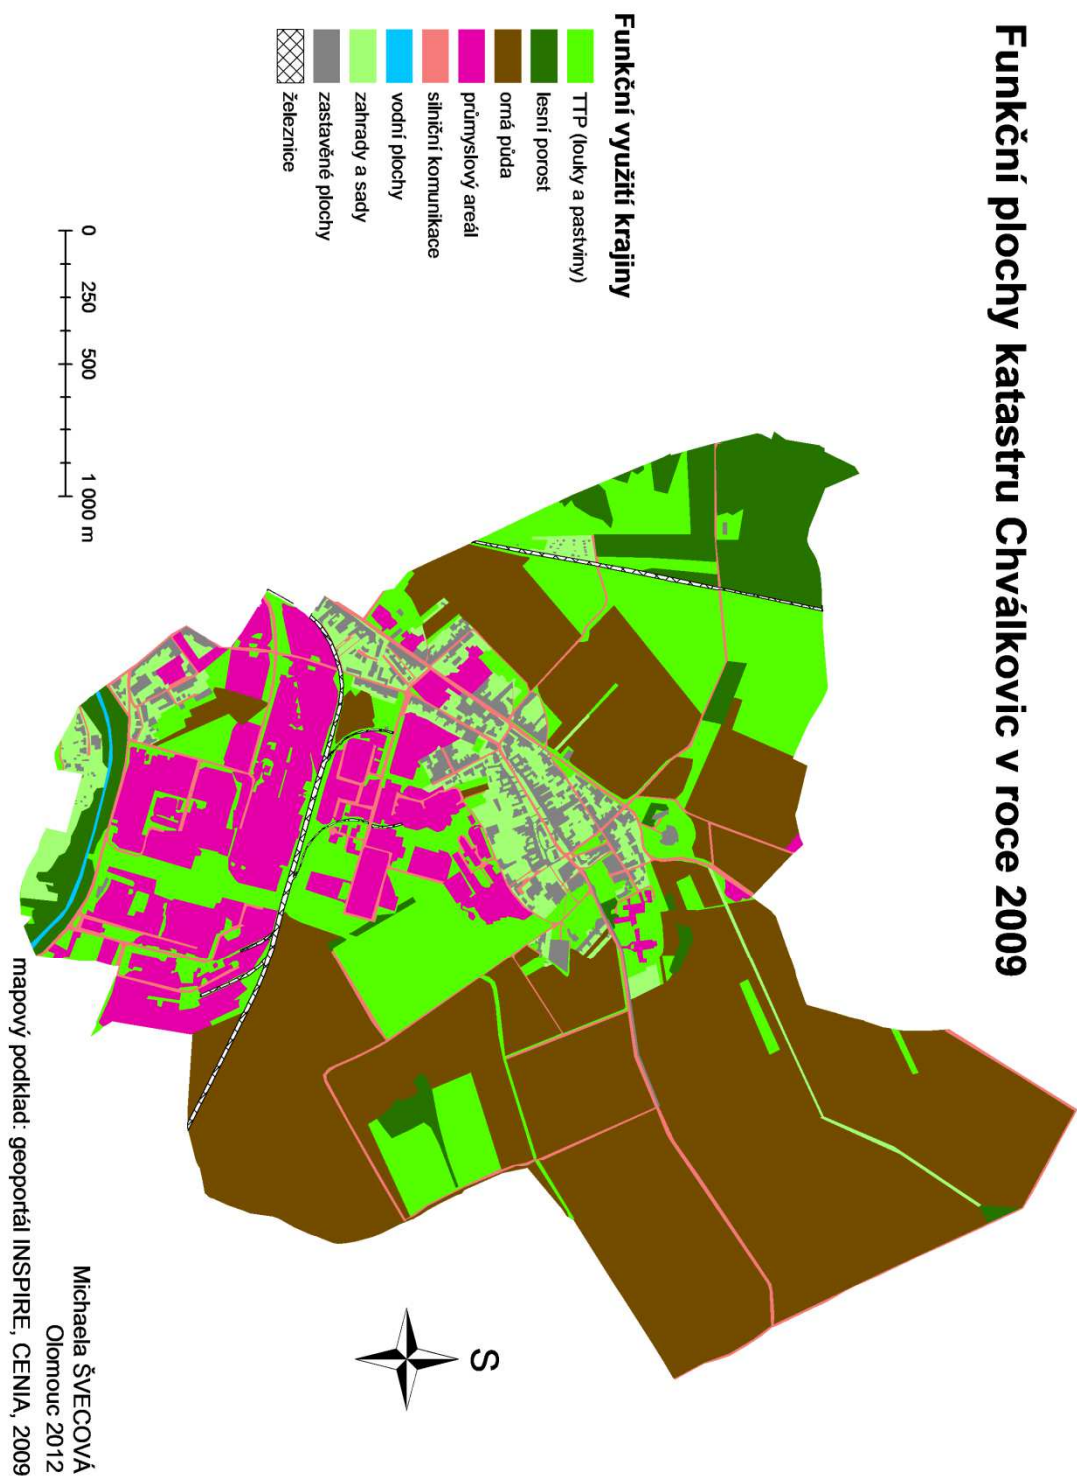 Funkční plochy katastru Chválkovic v roce 2009
Funkční využití krajiny
TTP (louky a pastviny)
lesní porost
orná půda
průmyslový areál
silniční komunikace
vodní plochy
zahrady a sady
zastavěné plochy
železnice
0 250 500 1 000 m
S
Michaela ŠVECOVÁ
Olomouc 2012
mapový podklad: geoportál INSPIRE, CENIA, 2009